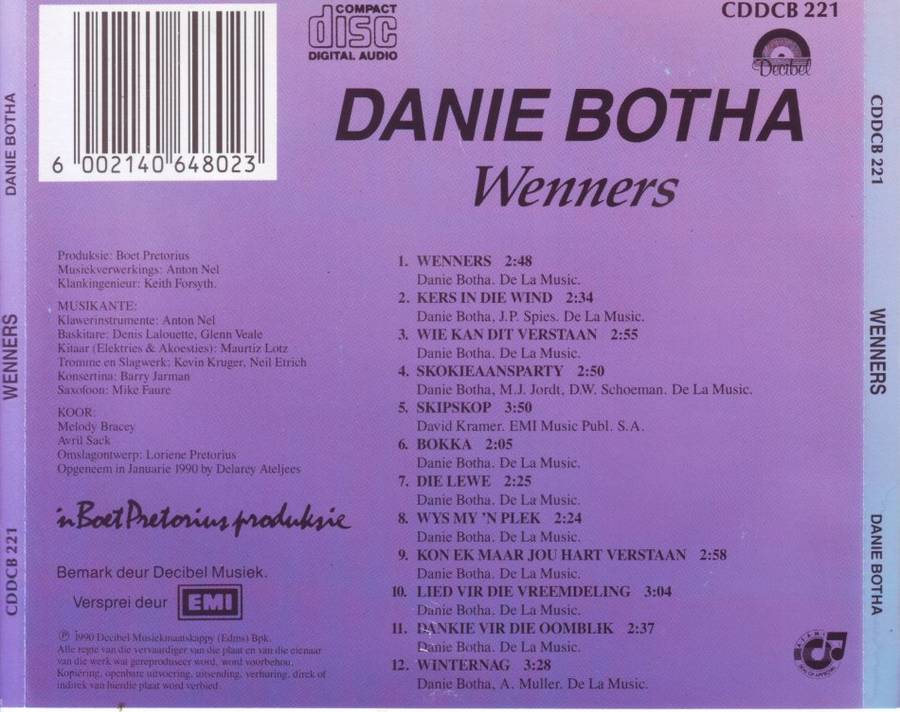 COMPACT
disc
DIGITAL AUDIO
CDDCB 221
Decibel
DANIE BOTHA
Wenners
6 002140 648023
DANIE BOTHA
WENNERS
CDDCB 221
Produksie: Boet Pretorius
Musiekverwerkings: Anton Nel
Klankingenieur: Keith Forsyth.
MUSIKANTE:
Klawerinstrumente: Anton Nel
Baskitare: Denis Lalouette, Glenn Veale
Kitaar (Elektries & Akoesties): Maurtiz Lotz
Tromme en Slagwerk: Kevin Kruger, Neil Etrich
Konsertina: Barry Jarman
Saxofoon: Mike Faure
KOOR:
Melody Bracey
Avril Sack
Omslagontwerp: Loriene Pretorius
Opgeneem in Januarie 1990 by Delarey Ateljees
'n Boet Pretorius produksie
Bemark deur Decibel Musiek.
Versprei deur EMI
℗ 1990 Decibel Musiekmaatskappy (Edms) Bpk.
Alle regte van die vervaardiger van die plaat en van die eienaar
van die werk wat gereproduseer word, word voorbehou.
Kopiëring, openbare uitvoering, uitsending, verhuring, direk of
indirek van hierdie plaat word verbied.
1. WENNERS 2:48
Danie Botha. De La Music.
2. KERS IN DIE WIND 2:34
Danie Botha, J.P. Spies. De La Music.
3. WIE KAN DIT VERSTAAN 2:55
Danie Botha. De La Music.
4. SKOKIEAANSPARTY 2:50
Danie Botha, M.J. Jordt, D.W. Schoeman. De La Music.
5. SKIPSKOP 3:50
David Kramer. EMI Music Publ. S.A.
6. BOKKA 2:05
Danie Botha. De La Music.
7. DIE LEWE 2:25
Danie Botha. De La Music.
8. WYS MY 'N PLEK 2:24
Danie Botha. De La Music.
9. KON EK MAAR JOU HART VERSTAAN 2:58
Danie Botha. De La Music.
10. LIED VIR DIE VREEMDELING 3:04
Danie Botha. De La Music.
11. DANKIE VIR DIE OOMBLIK 2:37
Danie Botha. De La Music.
12. WINTERNAG 3:28
Danie Botha, A. Muller. De La Music.
CDDCB 221
WENNERS
DANIE BOTHA